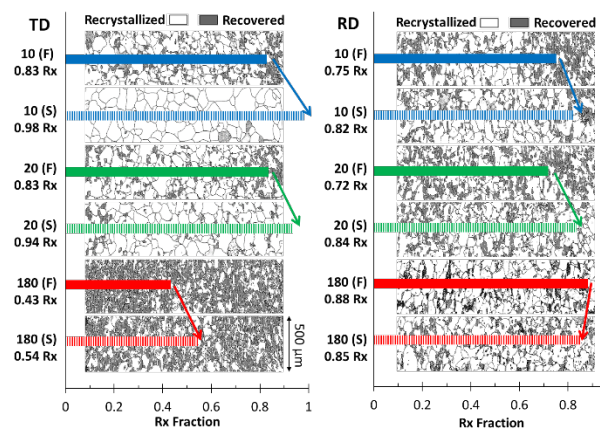 TD
Recrystallized Recovered
10 (F)
0.83 Rx
10 (S)
0.98 Rx
20 (F)
0.83 Rx
20 (S)
0.94 Rx
180 (F)
0.43 Rx
180 (S)
0.54 Rx
500 µm
0 0.2 0.4 0.6 0.8 1
Rx Fraction
RD
Recrystallized Recovered
10 (F)
0.75 Rx
10 (S)
0.82 Rx
20 (F)
0.72 Rx
20 (S)
0.84 Rx
180 (F)
0.88 Rx
180 (S)
0.85 Rx
0 0.2 0.4 0.6 0.8
Rx Fraction